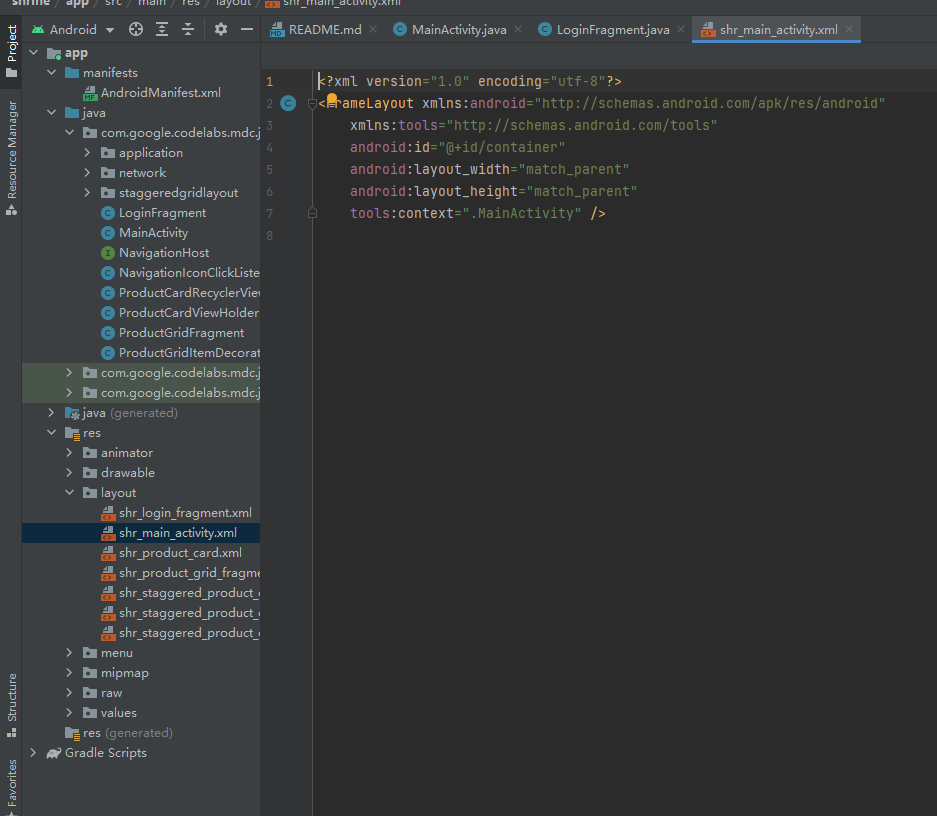 shrine / app / src / main / res / layout / shr_main_activity.xml
Android
README.md
MainActivity.java
LoginFragment.java
shr_main_activity.xml
Project
Resource Manager
Structure
Favorites
app
manifests
AndroidManifest.xml
java
com.google.codelabs.mdc.j
application
network
staggeredgridlayout
LoginFragment
MainActivity
NavigationHost
NavigationIconClickListe
ProductCardRecyclerView
ProductCardViewHolder
ProductGridFragment
ProductGridItemDecorat
com.google.codelabs.mdc.j
com.google.codelabs.mdc.j
java (generated)
res
animator
drawable
layout
shr_login_fragment.xml
shr_main_activity.xml
shr_product_card.xml
shr_product_grid_fragme
shr_staggered_product_
shr_staggered_product_
shr_staggered_product_
menu
mipmap
raw
values
res (generated)
Gradle Scripts
1 <?xml version="1.0" encoding="utf-8"?>
2 <FrameLayout xmlns:android="http://schemas.android.com/apk/res/android"
3 xmlns:tools="http://schemas.android.com/tools"
4 android:id="@+id/container"
5 android:layout_width="match_parent"
6 android:layout_height="match_parent"
7 tools:context=".MainActivity" />
8